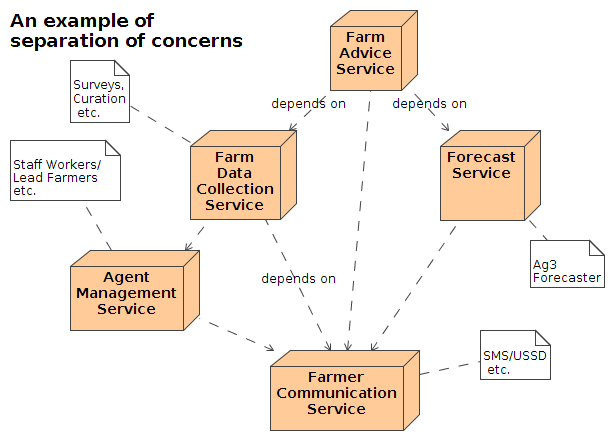 An example of
separation of concerns
Farm
Advice
Service
Surveys,
Curation
etc.
depends on
depends on
Staff Workers/
Lead Farmers
etc.
Farm
Data
Collection
Service
Forecast
Service
Ag3
Forecaster
Agent
Management
Service
depends on
SMS/USSD
etc.
Farmer
Communication
Service